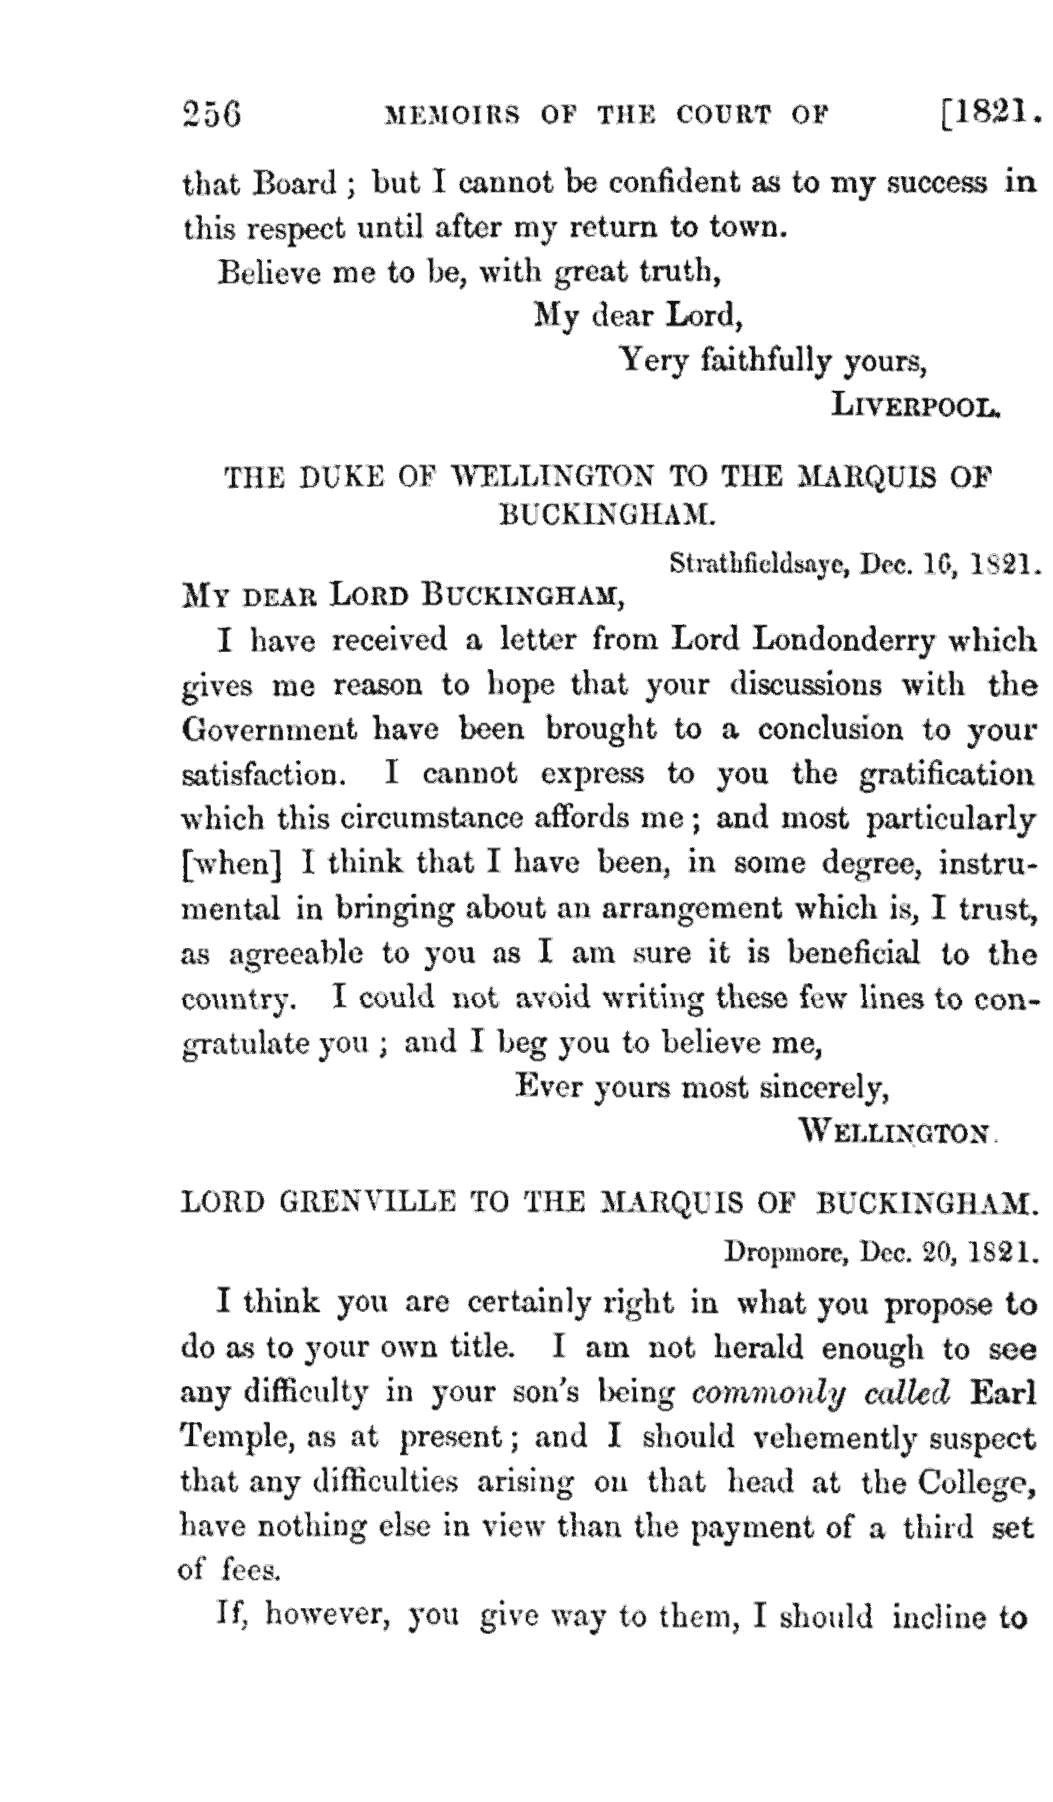 256 MEMOIRS OF THE COURT OF [1821.
that Board ; but I cannot be confident as to my success in
this respect until after my return to town.
Believe me to be, with great truth,
My dear Lord,
Yery faithfully yours,
LIVERPOOL.
THE DUKE OF WELLINGTON TO THE MARQUIS OF
BUCKINGHAM.
Strathfieldsaye, Dec. 16, 1821.
MY DEAR LORD BUCKINGHAM,
I have received a letter from Lord Londonderry which
gives me reason to hope that your discussions with the
Government have been brought to a conclusion to your
satisfaction. I cannot express to you the gratification
which this circumstance affords me ; and most particularly
[when] I think that I have been, in some degree, instru-
mental in bringing about an arrangement which is, I trust,
as agreeable to you as I am sure it is beneficial to the
country. I could not avoid writing these few lines to con-
gratulate you ; and I beg you to believe me,
Ever yours most sincerely,
WELLINGTON.
LORD GRENVILLE TO THE MARQUIS OF BUCKINGHAM.
Dropmore, Dec. 20, 1821.
I think you are certainly right in what you propose to
do as to your own title. I am not herald enough to see
any difficulty in your son's being commonly called Earl
Temple, as at present ; and I should vehemently suspect
that any difficulties arising on that head at the College,
have nothing else in view than the payment of a third set
of fees.
If, however, you give way to them, I should incline to